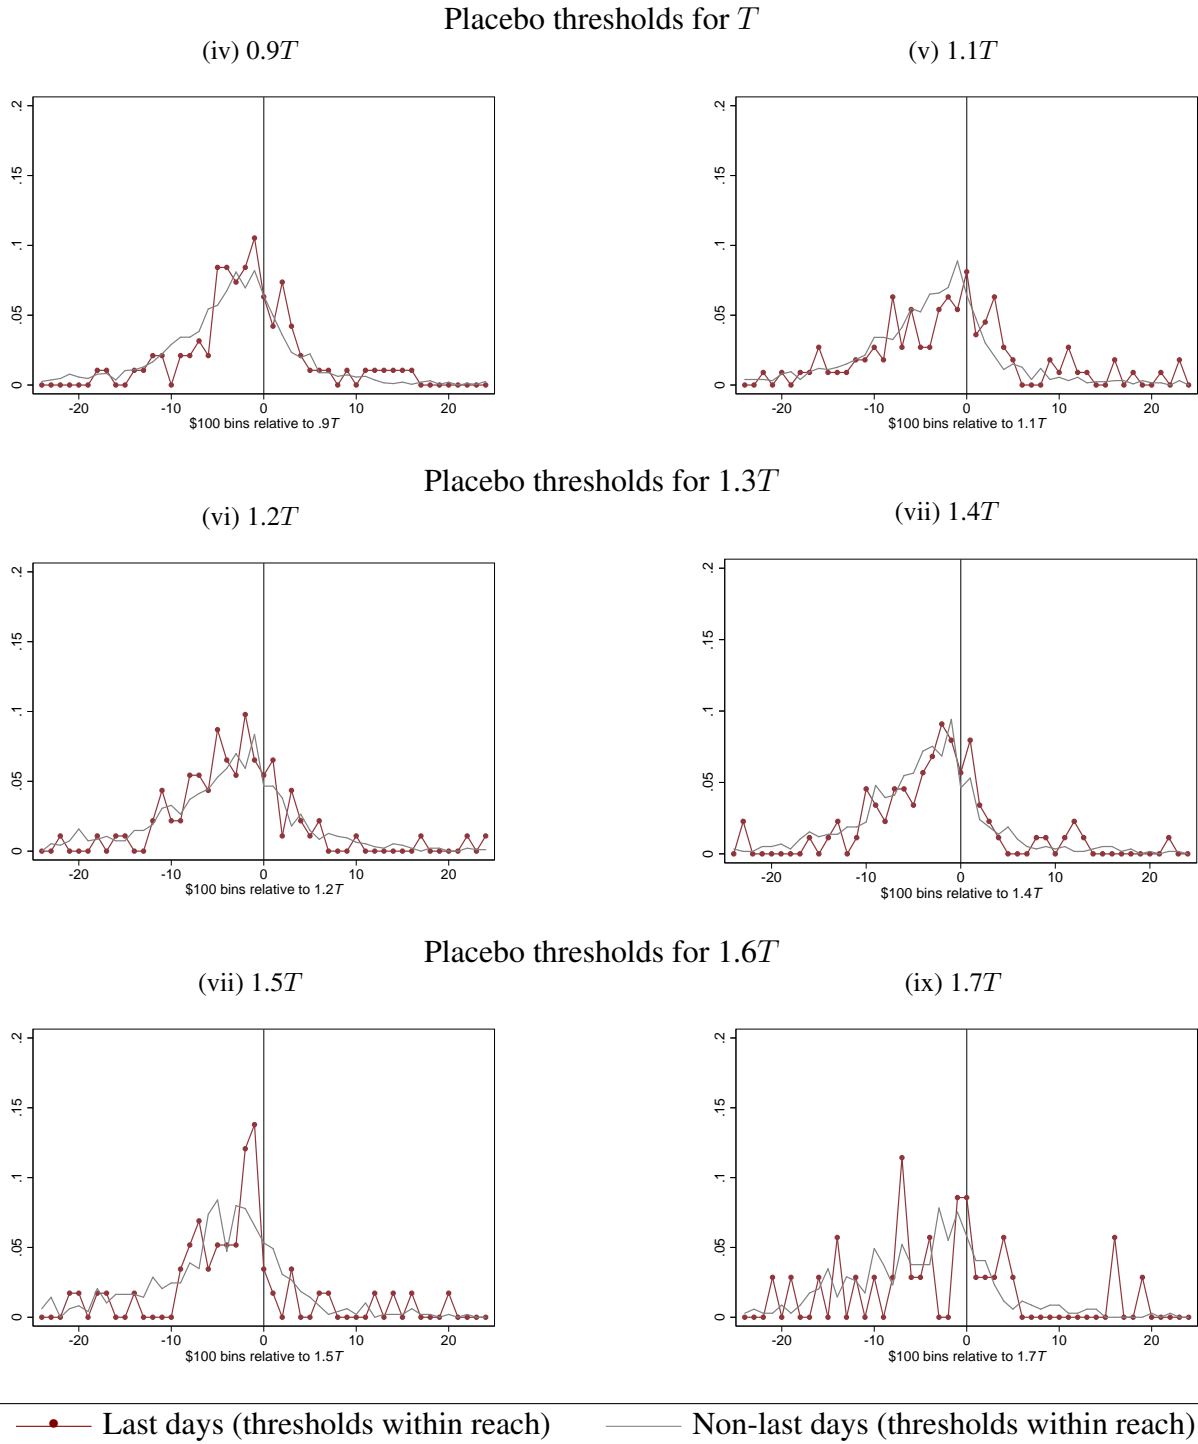 Placebo thresholds for T
(iv) 0.9T
(v) 1.1T
.2
.15
.1
.05
0
-20 -10 0 10 20
$100 bins relative to .9T
.2
.15
.1
.05
0
-20 -10 0 10 20
$100 bins relative to 1.1T
Placebo thresholds for 1.3T
(vi) 1.2T
(vii) 1.4T
.2
.15
.1
.05
0
-20 -10 0 10 20
$100 bins relative to 1.2T
.2
.15
.1
.05
0
-20 -10 0 10 20
$100 bins relative to 1.4T
Placebo thresholds for 1.6T
(vii) 1.5T
(ix) 1.7T
.2
.15
.1
.05
0
-20 -10 0 10 20
$100 bins relative to 1.5T
.2
.15
.1
.05
0
-20 -10 0 10 20
$100 bins relative to 1.7T
Last days (thresholds within reach)
Non-last days (thresholds within reach)